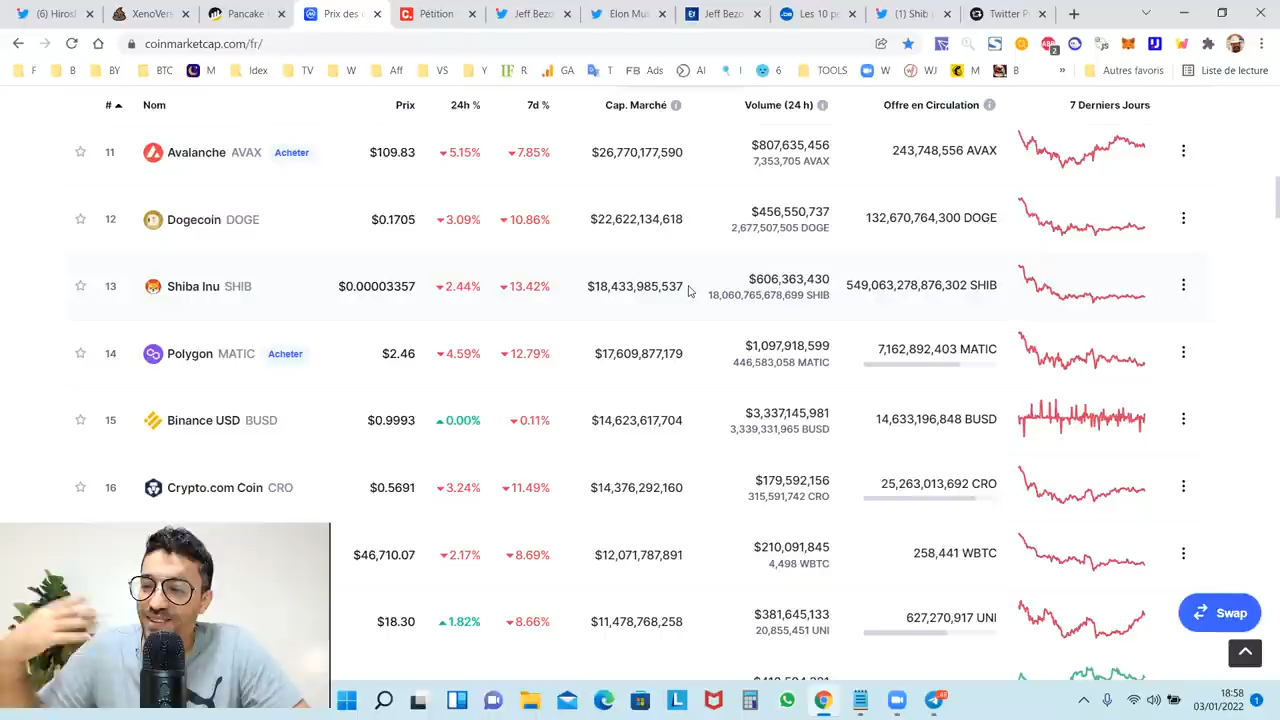 (6) Hirosl
XenoVers
Pancake
Prix des c
Pétition
Jeff Bezo
Elon Mus
Jeff Bezo
Les 10 pe
(1) Shib
Twitter P
coinmarketcap.com/fr/
F B BY BTC M Idex TV W Aff VS Y R GA T FB Ads AI I 6 TOOLS W WJ M B » Autres favoris Liste de lecture
# Nom Prix 24h % 7d % Cap. Marché Volume (24 h) Offre en Circulation 7 Derniers Jours
11 Avalanche AVAX Acheter $109.83 5.15% 7.85% $26,770,177,590 $807,635,456 243,748,556 AVAX
7,353,705 AVAX
12 Dogecoin DOGE $0.1705 3.09% 10.86% $22,622,134,618 $456,550,737 132,670,764,300 DOGE
2,677,507,505 DOGE
13 Shiba Inu SHIB $0.00003357 2.44% 13.42% $18,433,985,537 $606,363,430 549,063,278,876,302 SHIB
18,060,765,678,699 SHIB
14 Polygon MATIC Acheter $2.46 4.59% 12.79% $17,609,877,179 $1,097,918,599 7,162,892,403 MATIC
446,583,058 MATIC
15 Binance USD BUSD $0.9993 0.00% 0.11% $14,623,617,704 $3,337,145,981 14,633,196,848 BUSD
3,339,331,965 BUSD
16 Crypto.com Coin CRO $0.5691 3.24% 11.49% $14,376,292,160 $179,592,156 25,263,013,692 CRO
315,591,742 CRO
$46,710.07 2.17% 8.69% $12,071,787,891 $210,091,845 258,441 WBTC
4,498 WBTC
$18.30 1.82% 8.66% $11,478,768,258 $381,645,133 627,270,917 UNI
20,855,451 UNI
Swap
18:58
03/01/2022